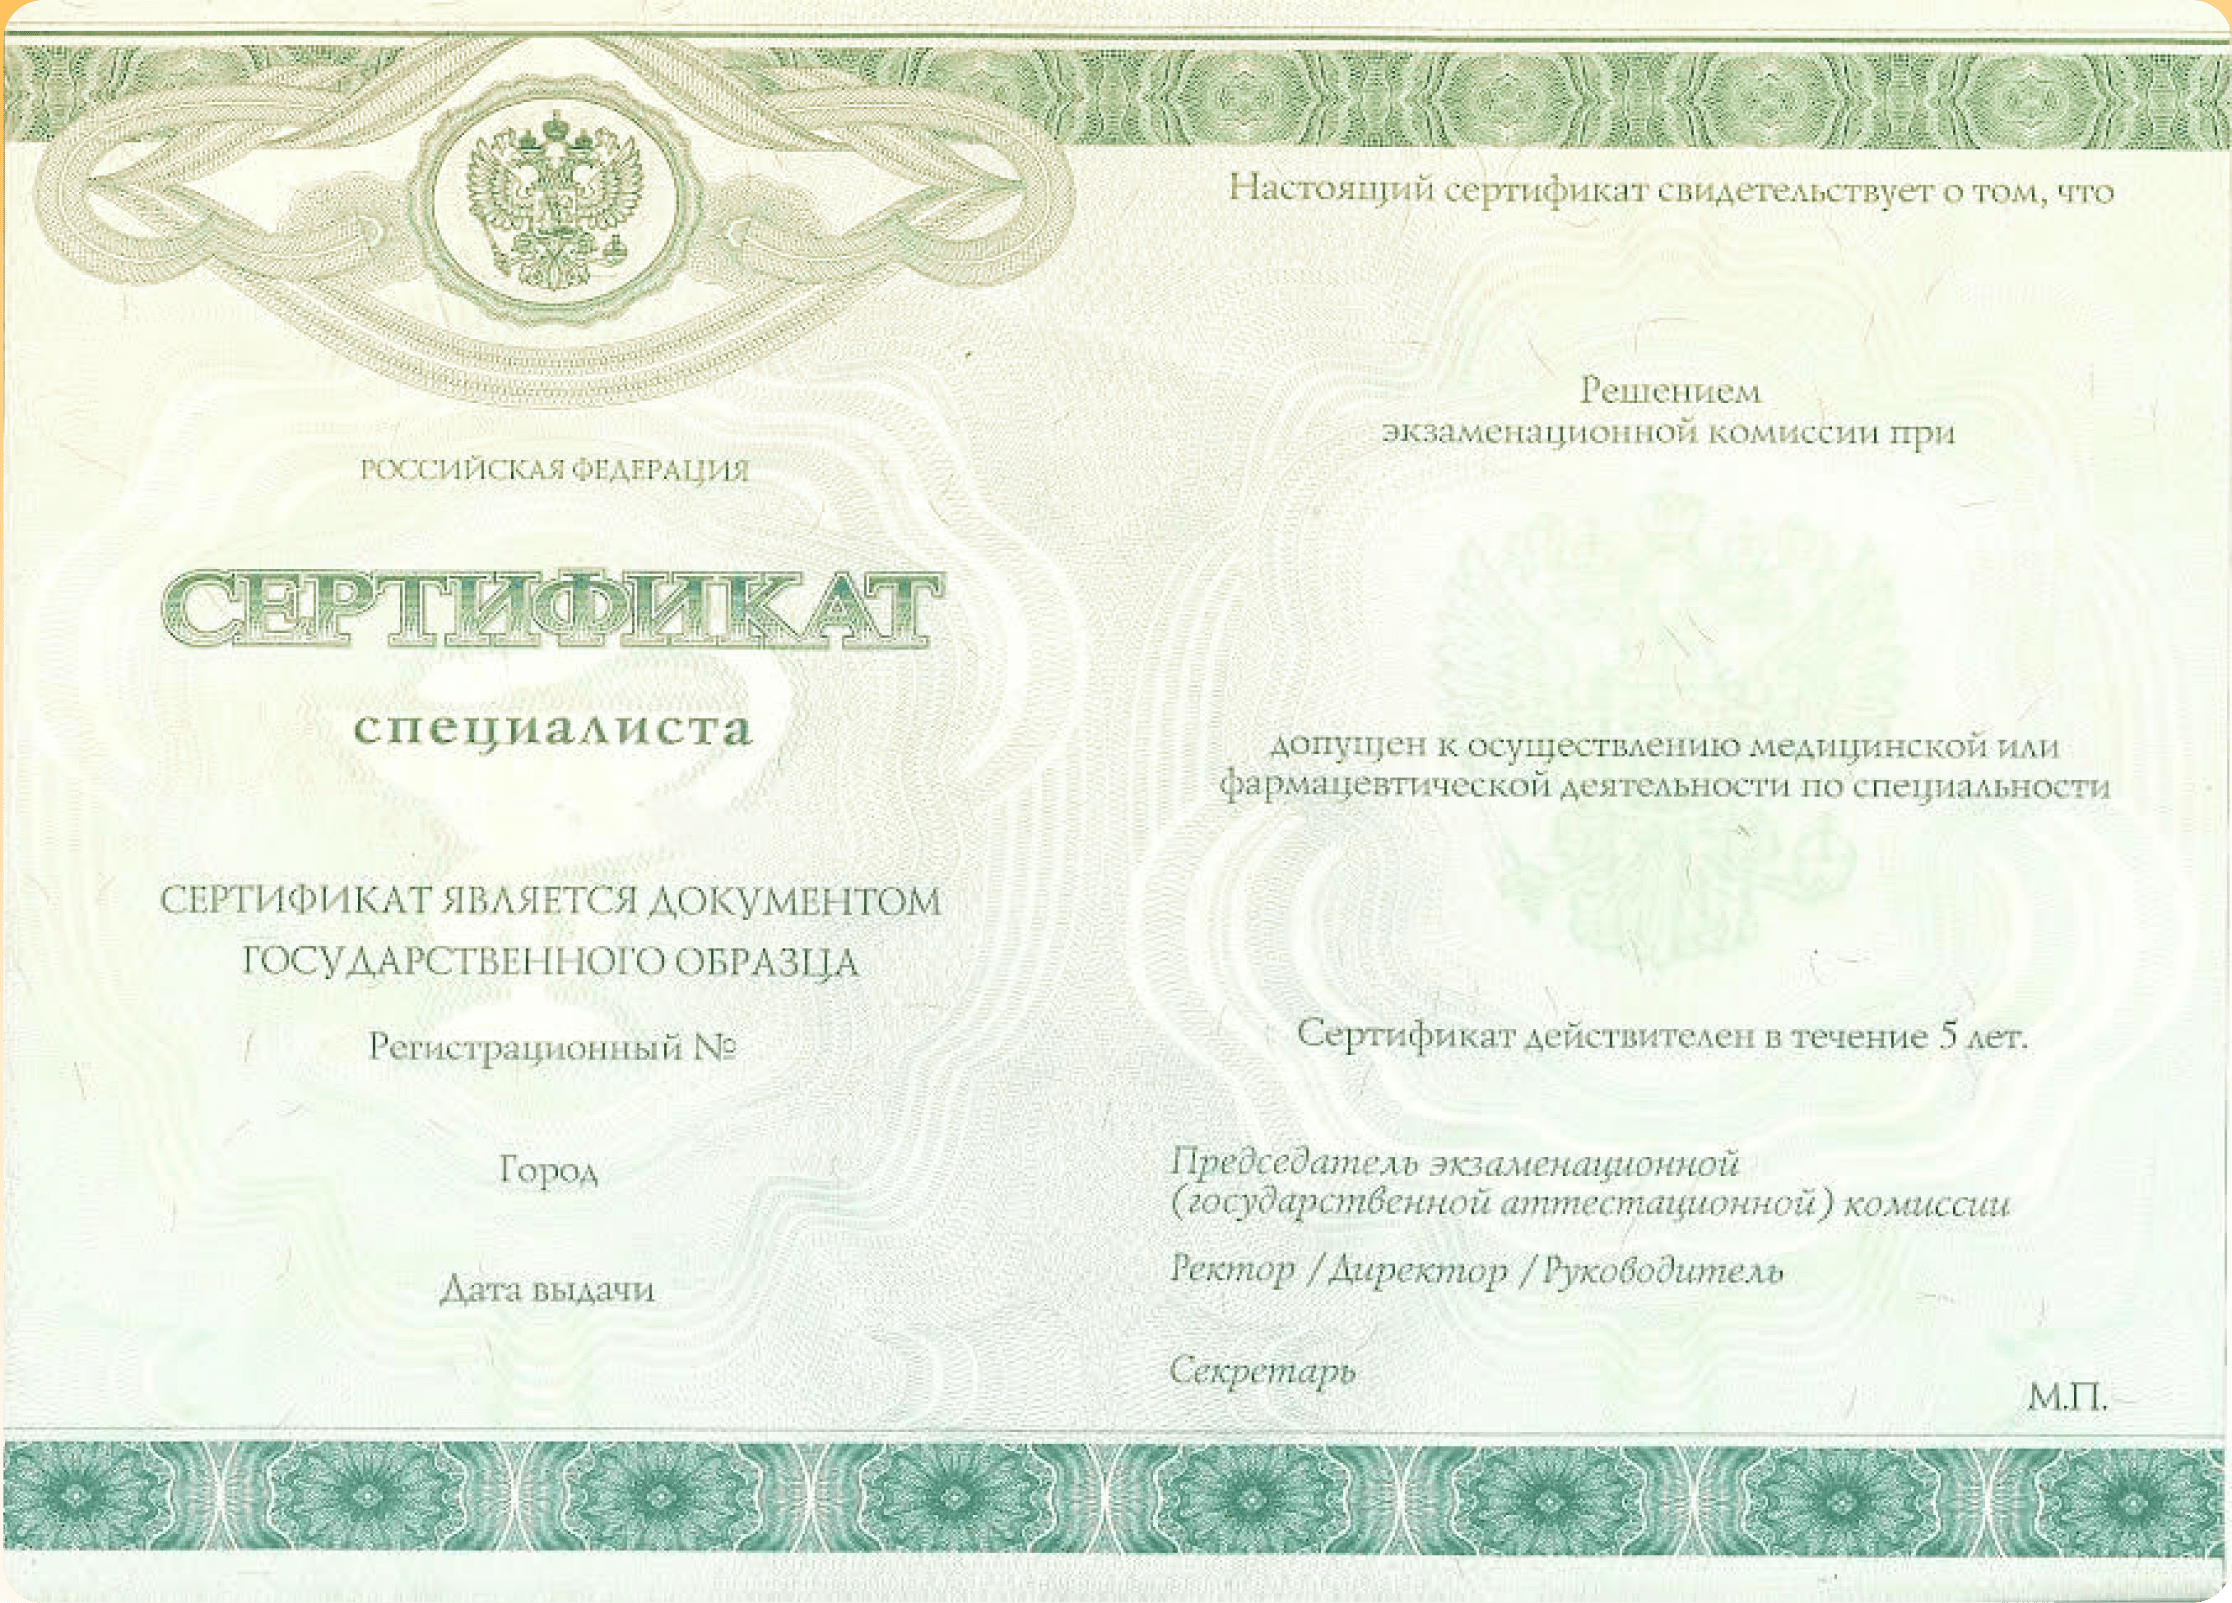 РОССИЙСКАЯ ФЕДЕРАЦИЯ
СЕРТИФИКАТ
специалиста
СЕРТИФИКАТ ЯВЛЯЕТСЯ ДОКУМЕНТОМ
ГОСУДАРСТВЕННОГО ОБРАЗЦА
Регистрационный №
Город
Дата выдачи
Настоящий сертификат свидетельствует о том, что
Решением
экзаменационной комиссии при
допущен к осуществлению медицинской или
фармацевтической деятельности по специальности
Сертификат действителен в течение 5 лет.
Председатель экзаменационной
(государственной аттестационной) комиссии
Ректор / Директор / Руководитель
Секретарь
М.П.